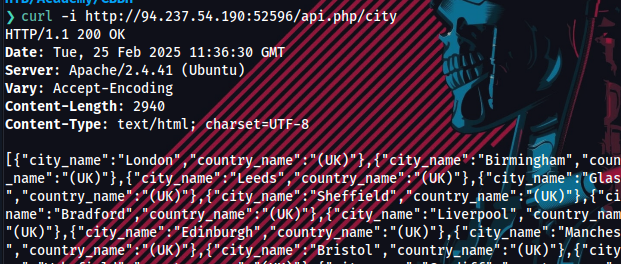 ❯ curl -i http://94.237.54.190:52596/api.php/city
HTTP/1.1 200 OK
Date: Tue, 25 Feb 2025 11:36:30 GMT
Server: Apache/2.4.41 (Ubuntu)
Vary: Accept-Encoding
Content-Length: 2940
Content-Type: text/html; charset=UTF-8
[{"city_name":"London","country_name":"(UK)"},{"city_name":"Birmingham","coun
_name":"(UK)"},{"city_name":"Leeds","country_name":"(UK)"},{"city_name":"Glas
","country_name":"(UK)"},{"city_name":"Sheffield","country_name":"(UK)"},{"ci
name":"Bradford","country_name":"(UK)"},{"city_name":"Liverpool","country_nam
"(UK)"},{"city_name":"Edinburgh","country_name":"(UK)"},{"city_name":"Manches
","country_name":"(UK)"},{"city_name":"Bristol","country_name":"(UK)"},{"city